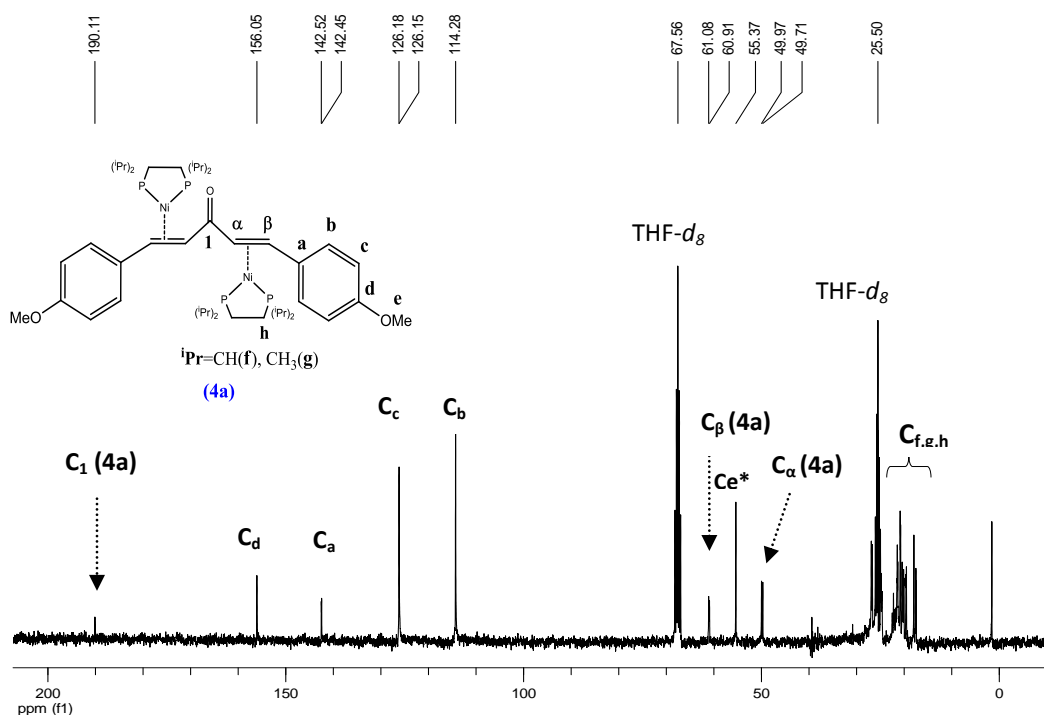 190.11 156.05 142.52 142.45 126.18 126.15 114.28 67.56 61.08 60.91 55.37 49.97 49.71 25.50
(iPr)2 (iPr)2
P P
Ni
O
1 α β
a b c d e
MeO
Ni
P P
(iPr)2 (iPr)2
h
OMe
iPr=CH(f), CH3(g)
(4a)
THF-d8
THF-d8
C1 (4a)
Cd
Ca
Cc
Cb
Cβ (4a)
Ce*
Cα (4a)
Cf,g,h
200 150 100 50 0
ppm (f1)